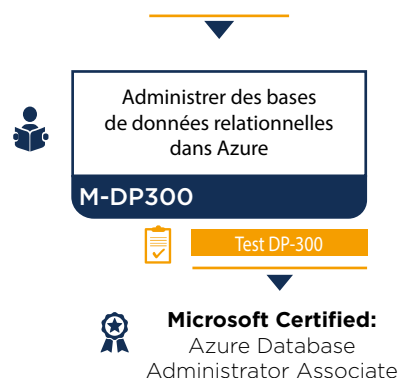 Administrer des bases
de données relationnelles
dans Azure
M-DP300
Test DP-300
Microsoft Certified:
Azure Database
Administrator Associate